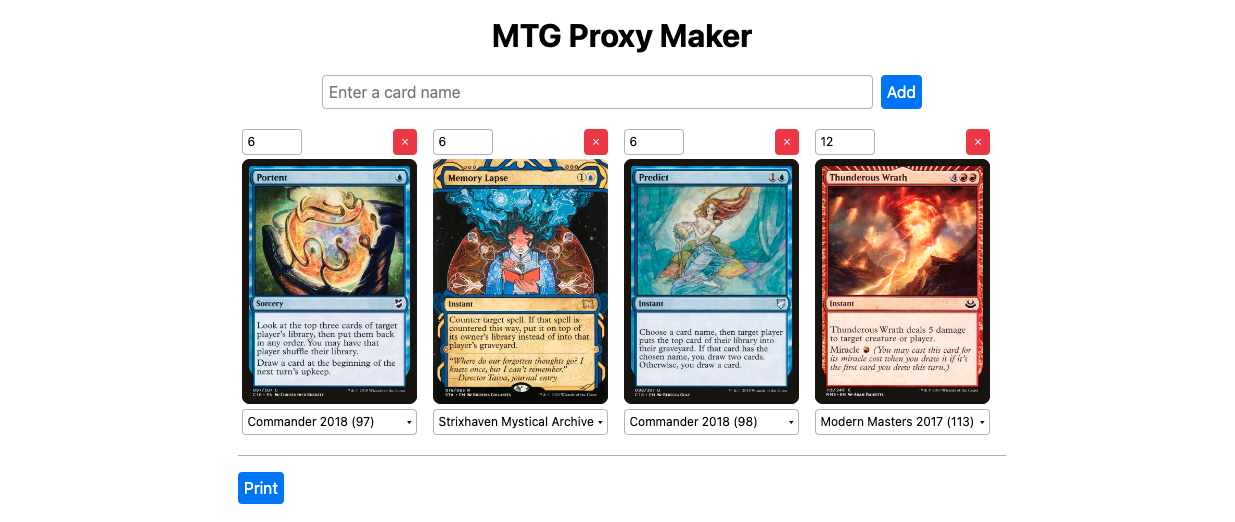 MTG Proxy Maker
Enter a card name
Add
6
×
6
×
6
×
12
×
Portent
Sorcery
Look at the top three cards of target
player's library, then put them back
in any order. You may have that
player shuffle their library.
Draw a card at the beginning of the
next turn's upkeep.
Commander 2018 (97)
Memory Lapse
1
Instant
Counter target spell. If that spell is
countered this way, put it on top of
its owner's library instead of into that
player's graveyard.
"Where do our forgotten thoughts go? I
knew once, but I can't remember."
—Director Taiva, journal entry
Strixhaven Mystical Archive
Predict
1
Instant
Choose a card name, then target player
puts the top card of their library into
their graveyard. If that card has the
chosen name, you draw two cards.
Otherwise, you draw a card.
Commander 2018 (98)
Thunderous Wrath
4
Instant
Thunderous Wrath deals 5 damage
to target creature or player.
Miracle (You may cast this card for
its miracle cost when you draw it if it's
the first card you drew this turn.)
Modern Masters 2017 (113)
Print